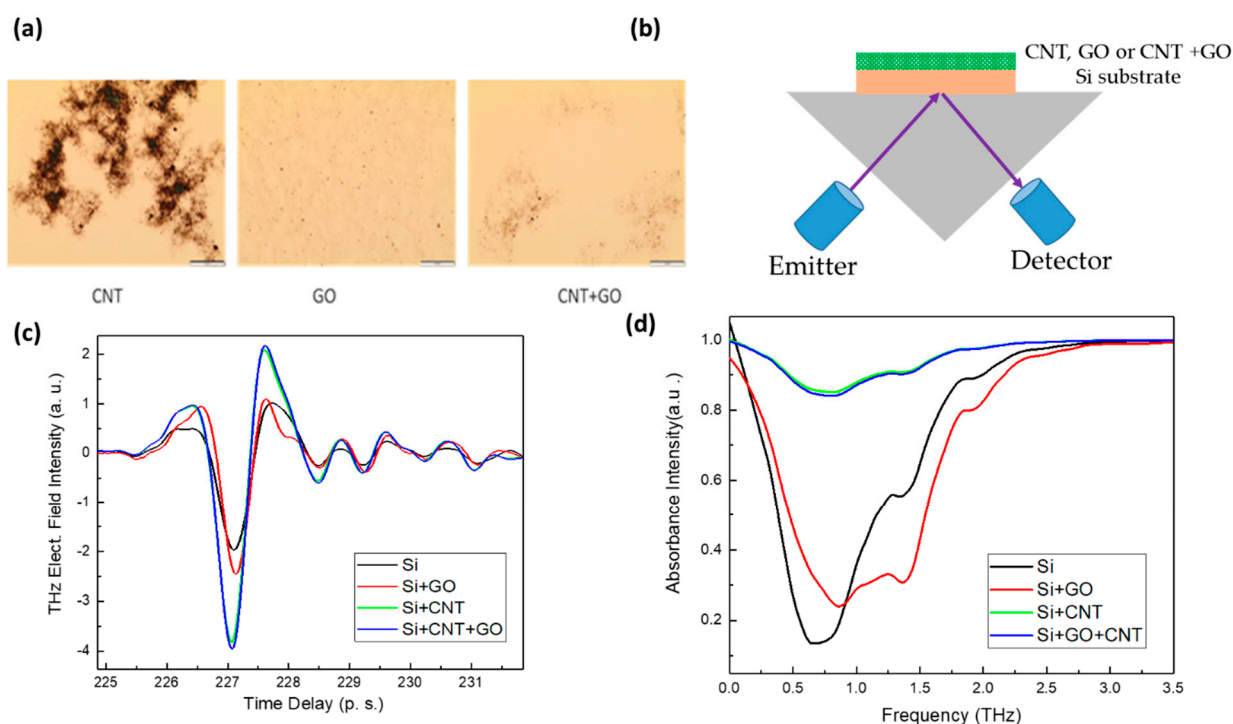 (a)
CNT
GO
CNT+GO
(b)
CNT, GO or CNT +GO
Si substrate
Emitter
Detector
(c)
THz Elect. Field Intensity (a. u.)
2
1
0
-1
-2
-3
-4
225
226
227
228
229
230
231
Time Delay (p. s.)
Si
Si+GO
Si+CNT
Si+CNT+GO
(d)
Absorbance Intensity(a.u .)
1.0
0.8
0.6
0.4
0.2
0.0
0.5
1.0
1.5
2.0
2.5
3.0
3.5
Frequency (THz)
Si
Si+GO
Si+CNT
Si+GO+CNT